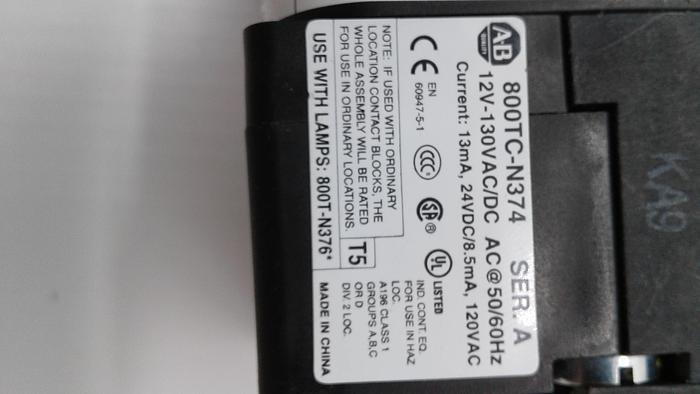 A-B
QUALITY
800TC-N374 SER. A
12V-130VAC/DC AC@50/60Hz
Current: 13mA, 24VDC/8.5mA, 120VAC
CE EN
60947-5-1
CCC
SA
UL LISTED
IND. CONT. EQ.
FOR USE IN HAZ
LOC.
A196 CLASS 1
GROUPS A,B,C
OR D
DIV. 2 LOC.
NOTE: IF USED WITH ORDINARY
LOCATION CONTACT BLOCKS, THE
WHOLE ASSEMBLY WILL BE RATED
FOR USE IN ORDINARY LOCATIONS.
T5
USE WITH LAMPS: 800T-N376*
MADE IN CHINA
KA9